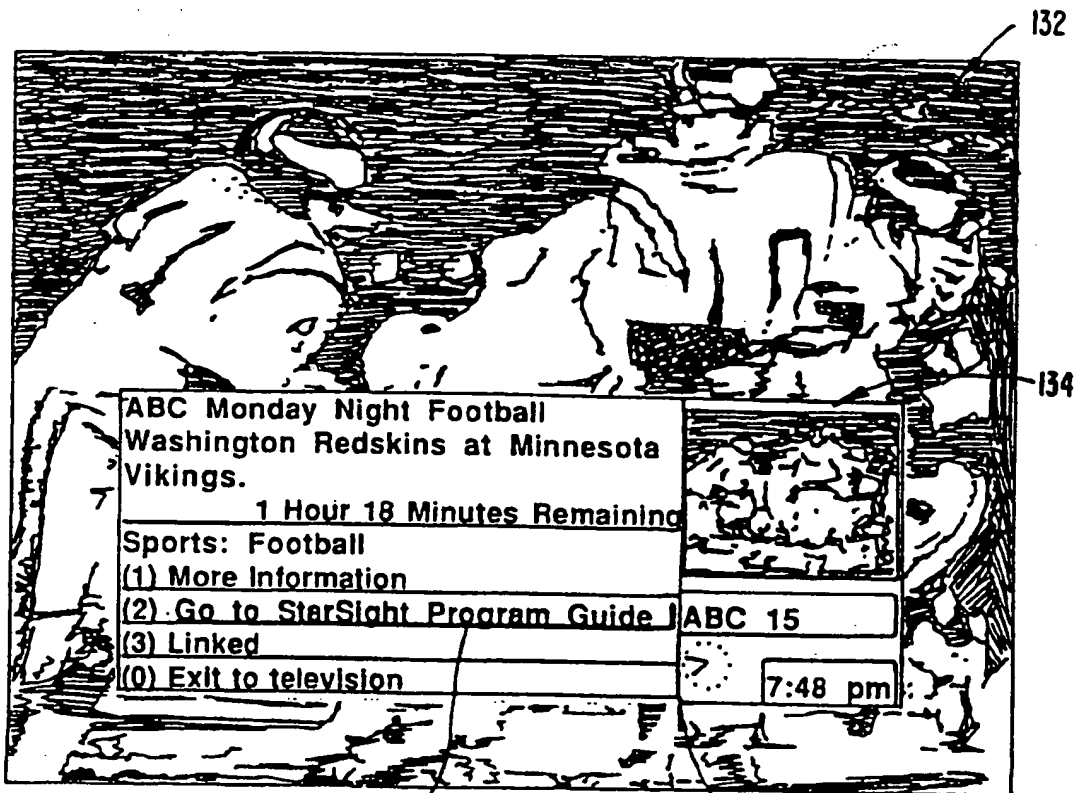 132
134
ABC Monday Night Football
Washington Redskins at Minnesota
Vikings.
1 Hour 18 Minutes Remaining
Sports: Football
(1) More Information
(2) Go to StarSight Program Guide
ABC 15
(3) Linked
(0) Exit to television
7:48 pm